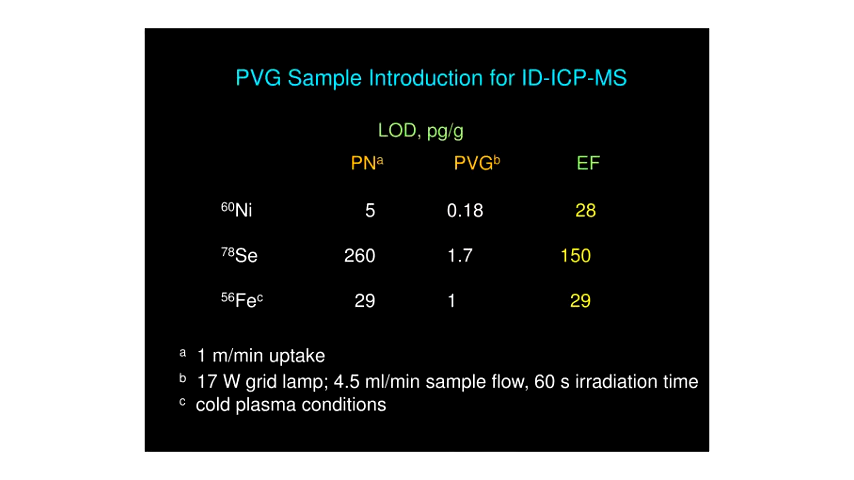 PVG Sample Introduction for ID-ICP-MS
LOD, pg/g
PNᵃ PVGᵇ EF
⁶⁰Ni 5 0.18 28
⁷⁸Se 260 1.7 150
⁵⁶Feᶜ 29 1 29
ᵃ 1 m/min uptake
ᵇ 17 W grid lamp; 4.5 ml/min sample flow, 60 s irradiation time
ᶜ cold plasma conditions